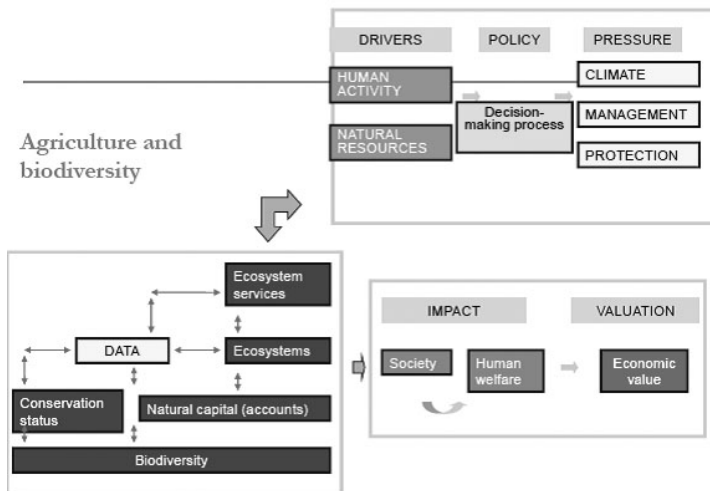 DRIVERS
POLICY
PRESSURE
HUMAN
ACTIVITY
NATURAL
RESOURCES
Decision-
making process
CLIMATE
MANAGEMENT
PROTECTION
Agriculture and
biodiversity
Ecosystem
services
DATA
Ecosystems
Conservation
status
Natural capital (accounts)
Biodiversity
IMPACT
VALUATION
Society
Human
welfare
Economic
value